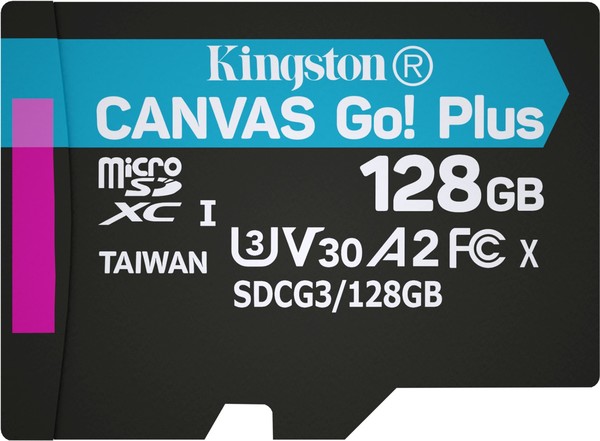 Kingston®
CANVAS Go! Plus
micro SD XC I
128GB
TAIWAN
U3 V30 A2 FC X
SDCG3/128GB